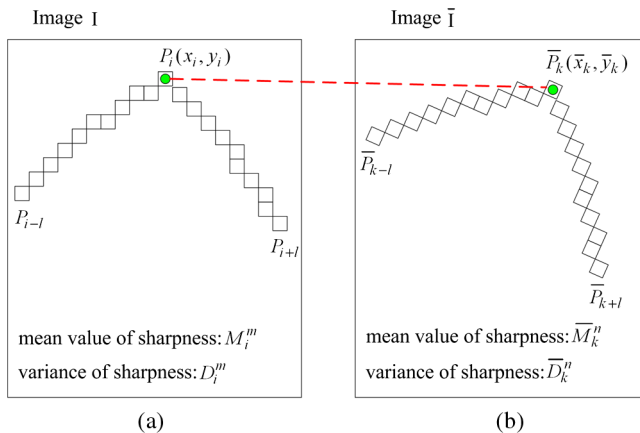 Image I
P_i(x_i, y_i)
P_{i-l}
P_{i+l}
mean value of sharpness: M_i^m
variance of sharpness: D_i^m
(a)
Image Ī
P̅_k(x̅_k, y̅_k)
P̅_{k-l}
P̅_{k+l}
mean value of sharpness: M̅_k^n
variance of sharpness: D̅_k^n
(b)